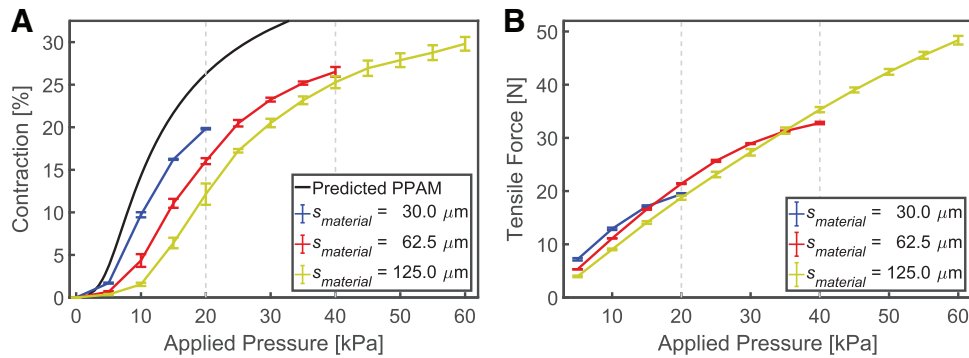 A
Contraction [%]
30
25
20
15
10
5
0
0 10 20 30 40 50 60
Applied Pressure [kPa]
Predicted PPAM
s_material = 30.0 μm
s_material = 62.5 μm
s_material = 125.0 μm
B
Tensile Force [N]
50
40
30
20
10
0
10 20 30 40 50 60
Applied Pressure [kPa]
s_material = 30.0 μm
s_material = 62.5 μm
s_material = 125.0 μm